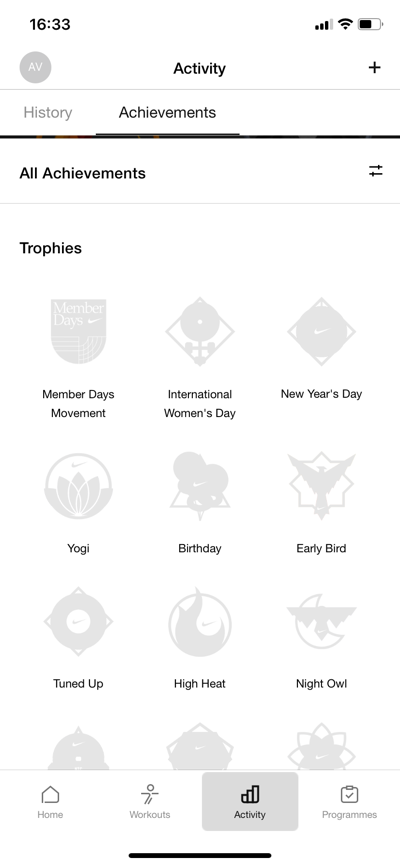 16:33
AV
Activity
History
Achievements
All Achievements
Trophies
Member
Days
Member Days
Movement
International
Women's Day
New Year's Day
Yogi
Birthday
Early Bird
Tuned Up
High Heat
Night Owl
Home
Workouts
Activity
Programmes